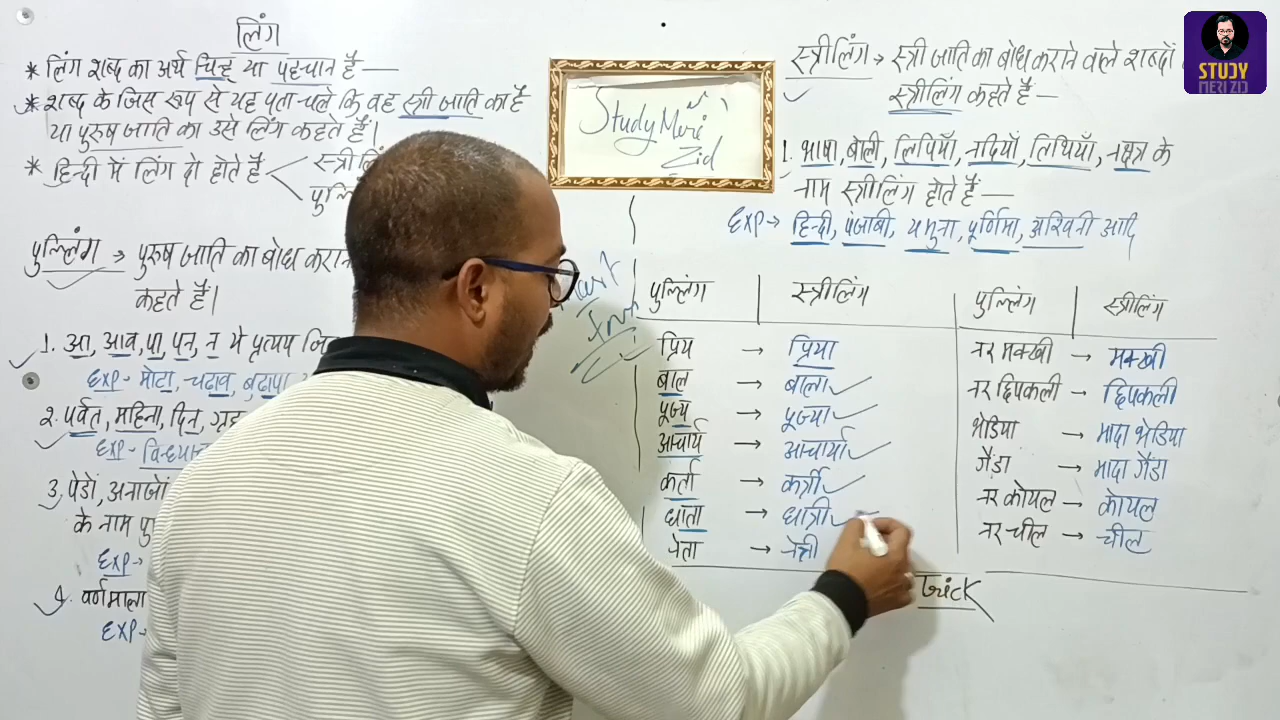 लिंग
* लिंग शब्द का अर्थ चिन्ह या पहचान है —
* शब्द के जिस रूप से यह पता चले कि वह स्त्री जाति का है
या पुरुष जाति का उसे लिंग कहते हैं।
* हिन्दी में लिंग दो होते है
पुल्लिंग → पुरुष जाति का बोध
कहते हैं।
1. आ, आव, पा, पन, न ये प्रत्यय
Exp- मोटा, चढाव, बुढापा
2. पर्वत, महिना, दिन, ग्रह
Exp-
3. पेडों, अनाजों
के नाम
Exp-
4. वर्णमाला
Exp-
Study Meri
Zid
स्त्रीलिंग → स्त्री जाति का बोध कराने वाले शब्दों
स्त्रीलिंग कहते है —
1. भाषा, बोली, लिपियाँ, नदियाँ, तिथियाँ, नक्षत्र के
नाम स्त्रीलिंग होते हैं —
Exp → हिन्दी, पंजाबी, यमुना, पूर्णिमा, अश्विनी आदि
पुल्लिंग स्त्रीलिंग
प्रिय → प्रिया
बाल → बाला
पूज्य → पूज्या
आचार्य → आचार्या
कर्ता → कर्त्री
धाता → धात्री
नेता → नेत्री
पुल्लिंग स्त्रीलिंग
नर मक्खी → मक्खी
नर छिपकली → छिपकली
भेडिया → मादा भेडिया
गैंडा → मादा गैंडा
नर कोयल → कोयल
नर चील → चील
Trick
STUDY
MERI ZID